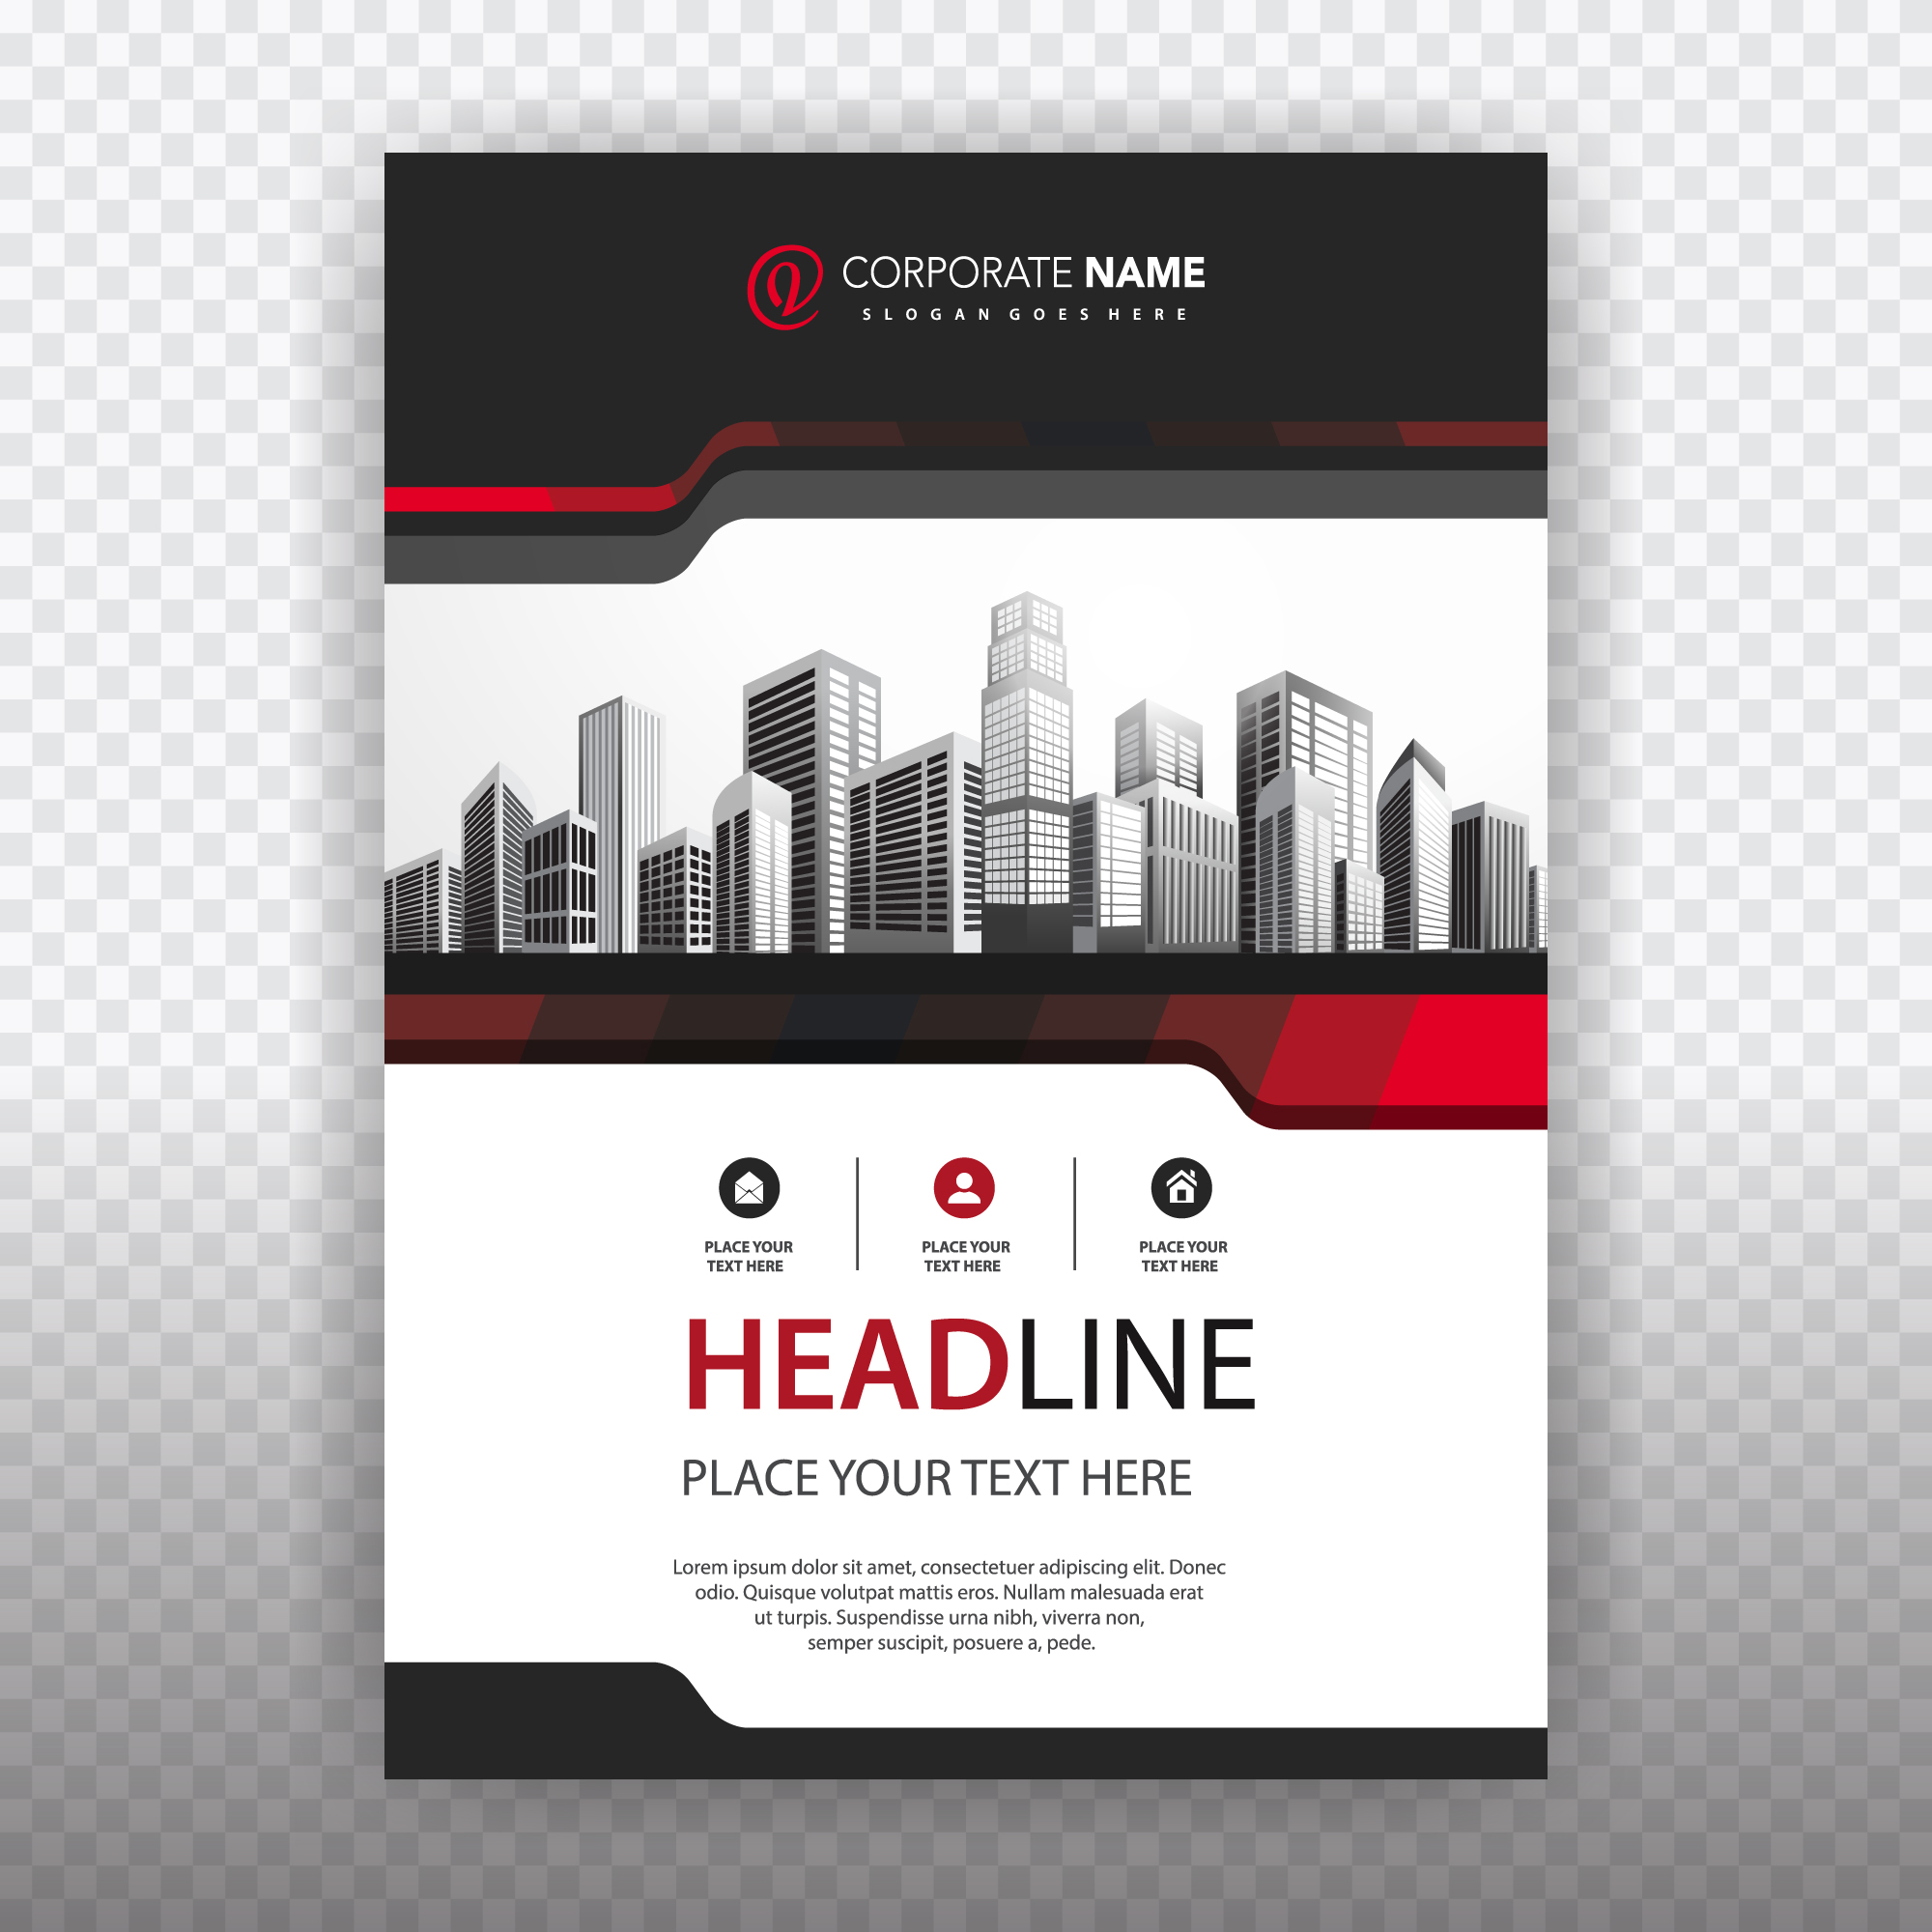 CORPORATE NAME
SLOGAN GOES HERE
PLACE YOUR
TEXT HERE
PLACE YOUR
TEXT HERE
PLACE YOUR
TEXT HERE
HEADLINE
PLACE YOUR TEXT HERE
Lorem ipsum dolor sit amet, consectetuer adipiscing elit. Donec
odio. Quisque volutpat mattis eros. Nullam malesuada erat
ut turpis. Suspendisse urna nibh, viverra non,
semper suscipit, posuere a, pede.